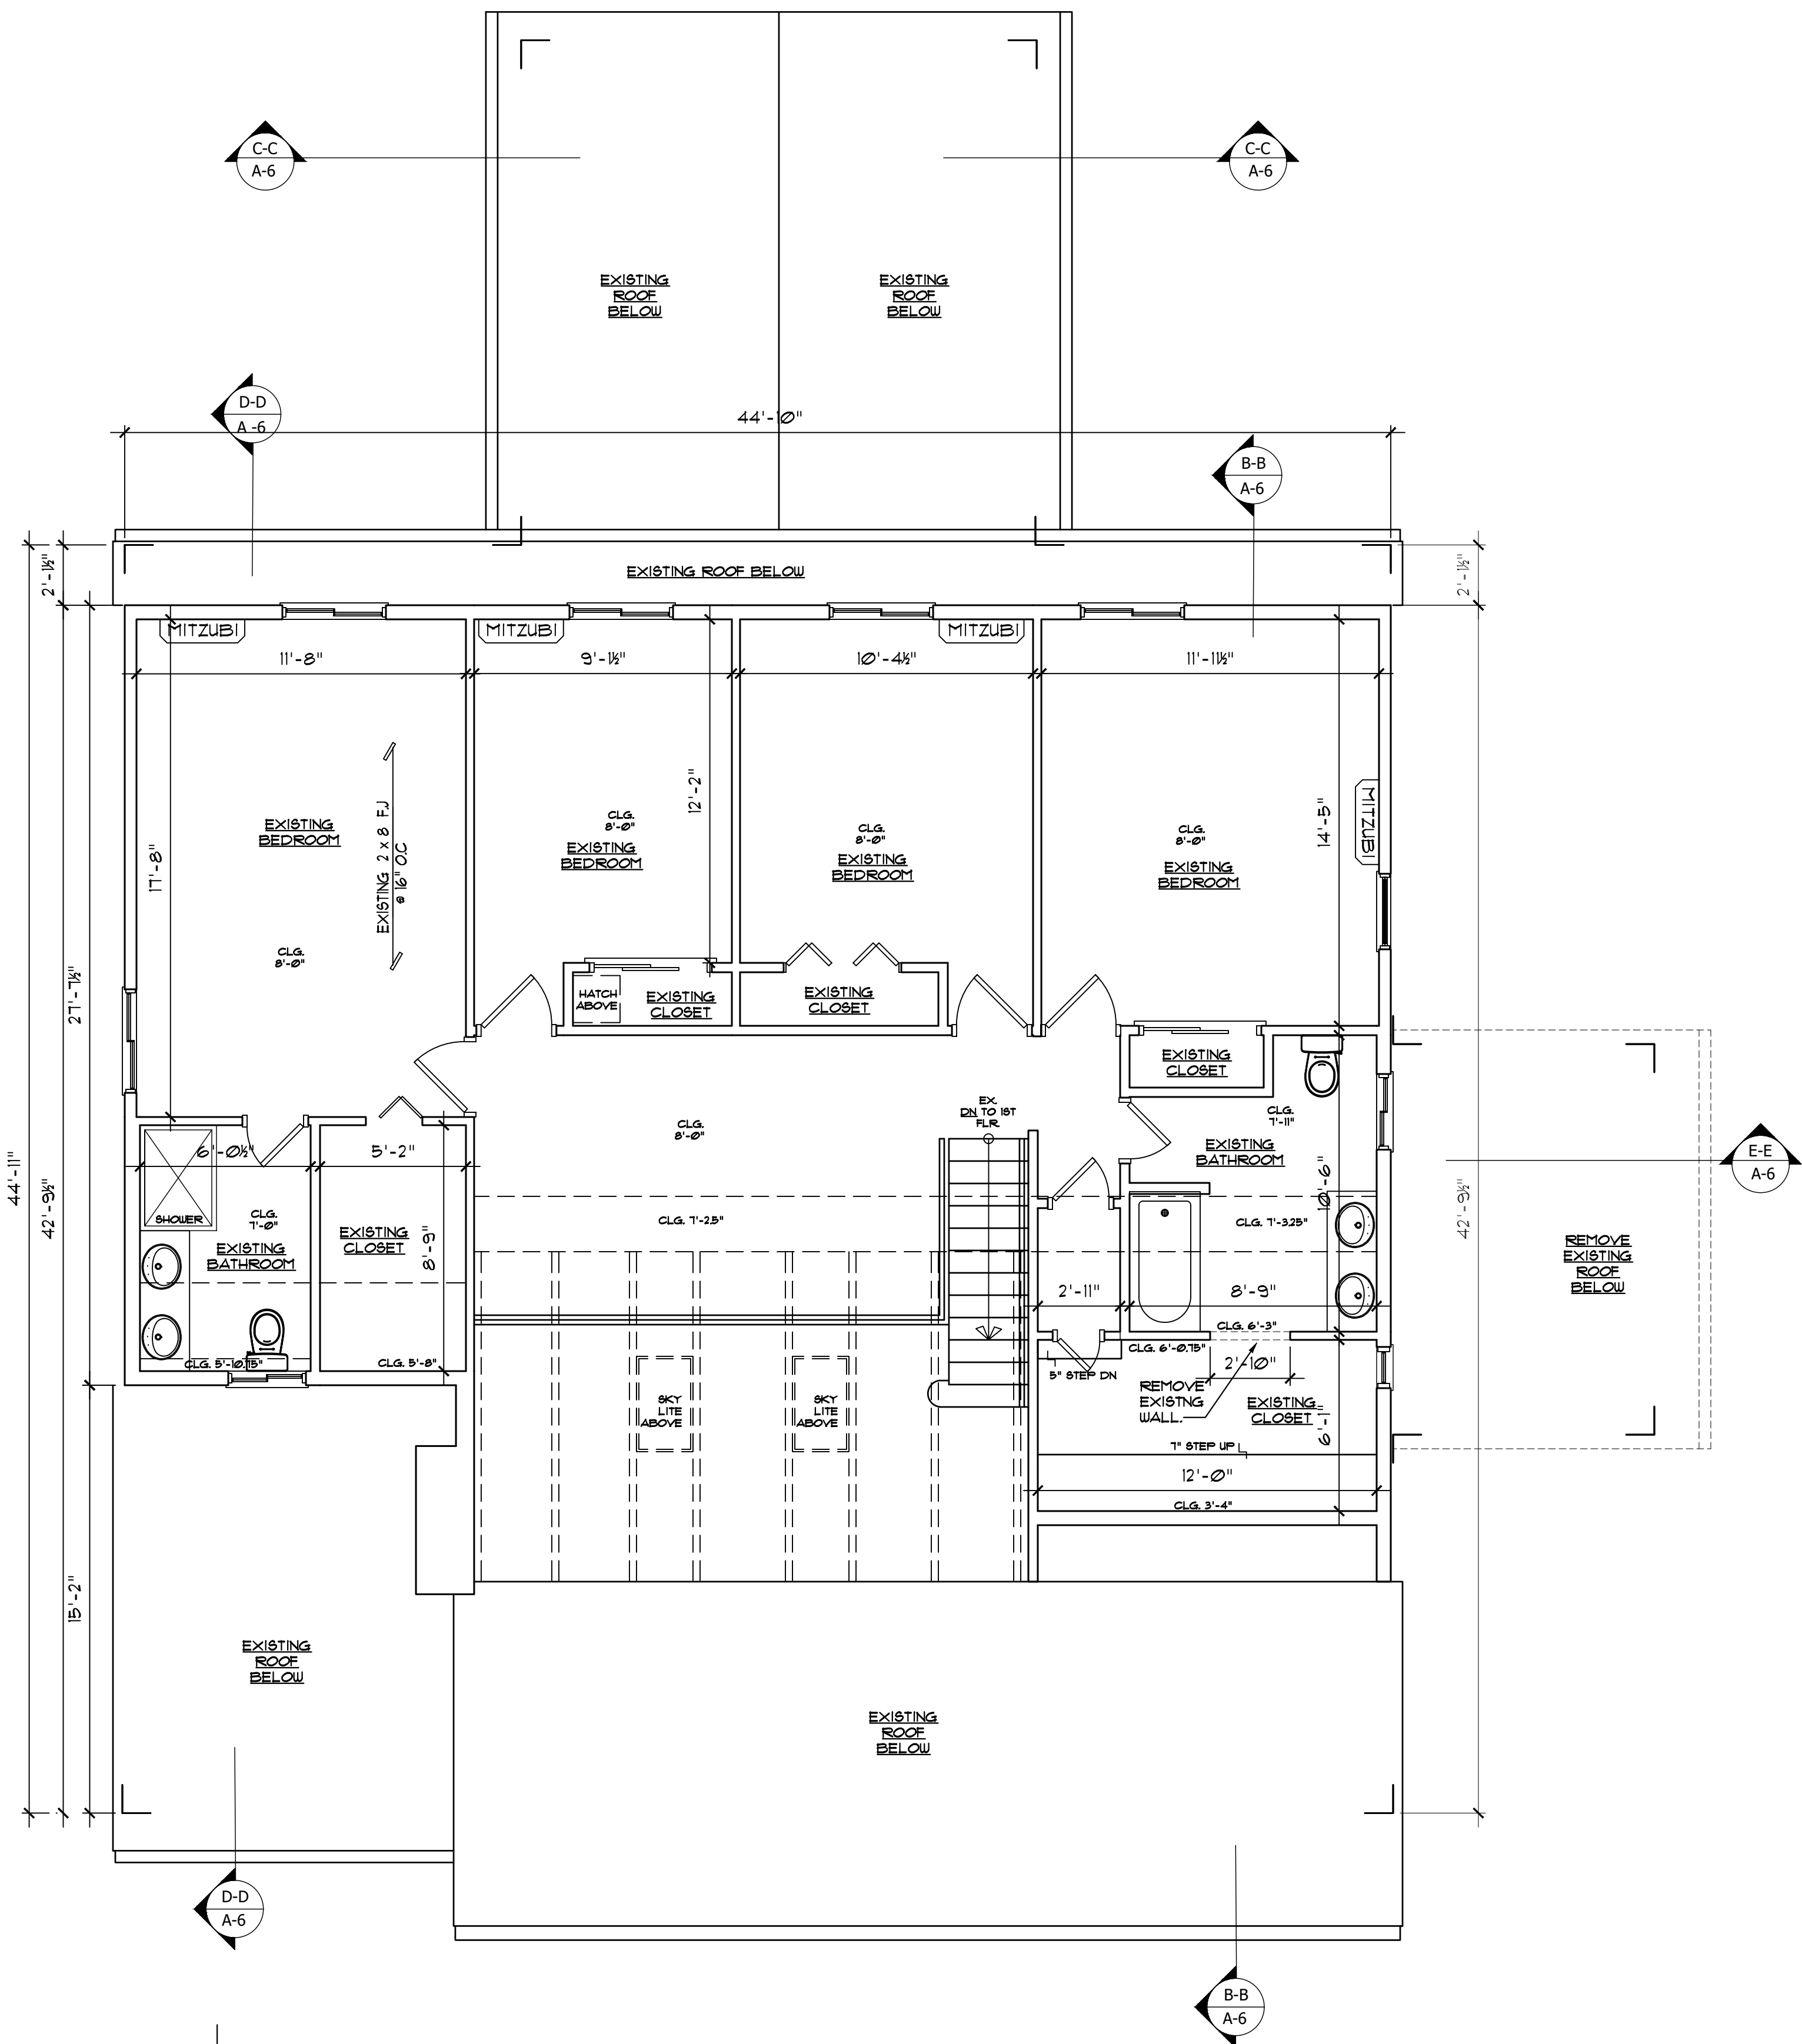 C-C
A-6
C-C
A-6
EXISTING
ROOF
BELOW
EXISTING
ROOF
BELOW
D-D
A -6
44'-10"
B-B
A-6
2'-1½"
EXISTING ROOF BELOW
2'-1½"
MITZUBI
MITZUBI
MITZUBI
11'-8"
9'-1½"
10'-4½"
11'-11½"
17'-8"
EXISTING
BEDROOM
EXISTING 2 x 8 FJ
@ 16" O.C
CLG.
8'-0"
12'-2"
CLG.
8'-0"
EXISTING
BEDROOM
CLG.
8'-0"
EXISTING
BEDROOM
CLG.
8'-0"
EXISTING
BEDROOM
14'-5"
MITZUBI
27'-7½"
HATCH
ABOVE
EXISTING
CLOSET
EXISTING
CLOSET
EXISTING
CLOSET
44'-11"
42'-9½"
6'-0½"
5'-2"
SHOWER
CLG.
7'-0"
EXISTING
BATHROOM
EXISTING
CLOSET
8'-9"
CLG. 5'-10.75"
CLG. 5'-8"
CLG.
8'-0"
CLG. 7'-2.5"
EX.
DN TO 1ST
FLR.
CLG.
7'-11"
EXISTING
BATHROOM
10'-6"
CLG. 7'-3.25"
2'-11"
8'-9"
CLG. 6'-3"
CLG. 6'-0.75"
2'-10"
5" STEP DN
REMOVE
EXISTNG
WALL.
EXISTING
CLOSET
6'-1"
7" STEP UP
12'-0"
CLG. 3'-4"
SKY
LITE
ABOVE
SKY
LITE
ABOVE
E-E
A-6
42'-9½"
REMOVE
EXISTING
ROOF
BELOW
15'-2"
EXISTING
ROOF
BELOW
EXISTING
ROOF
BELOW
D-D
A-6
B-B
A-6